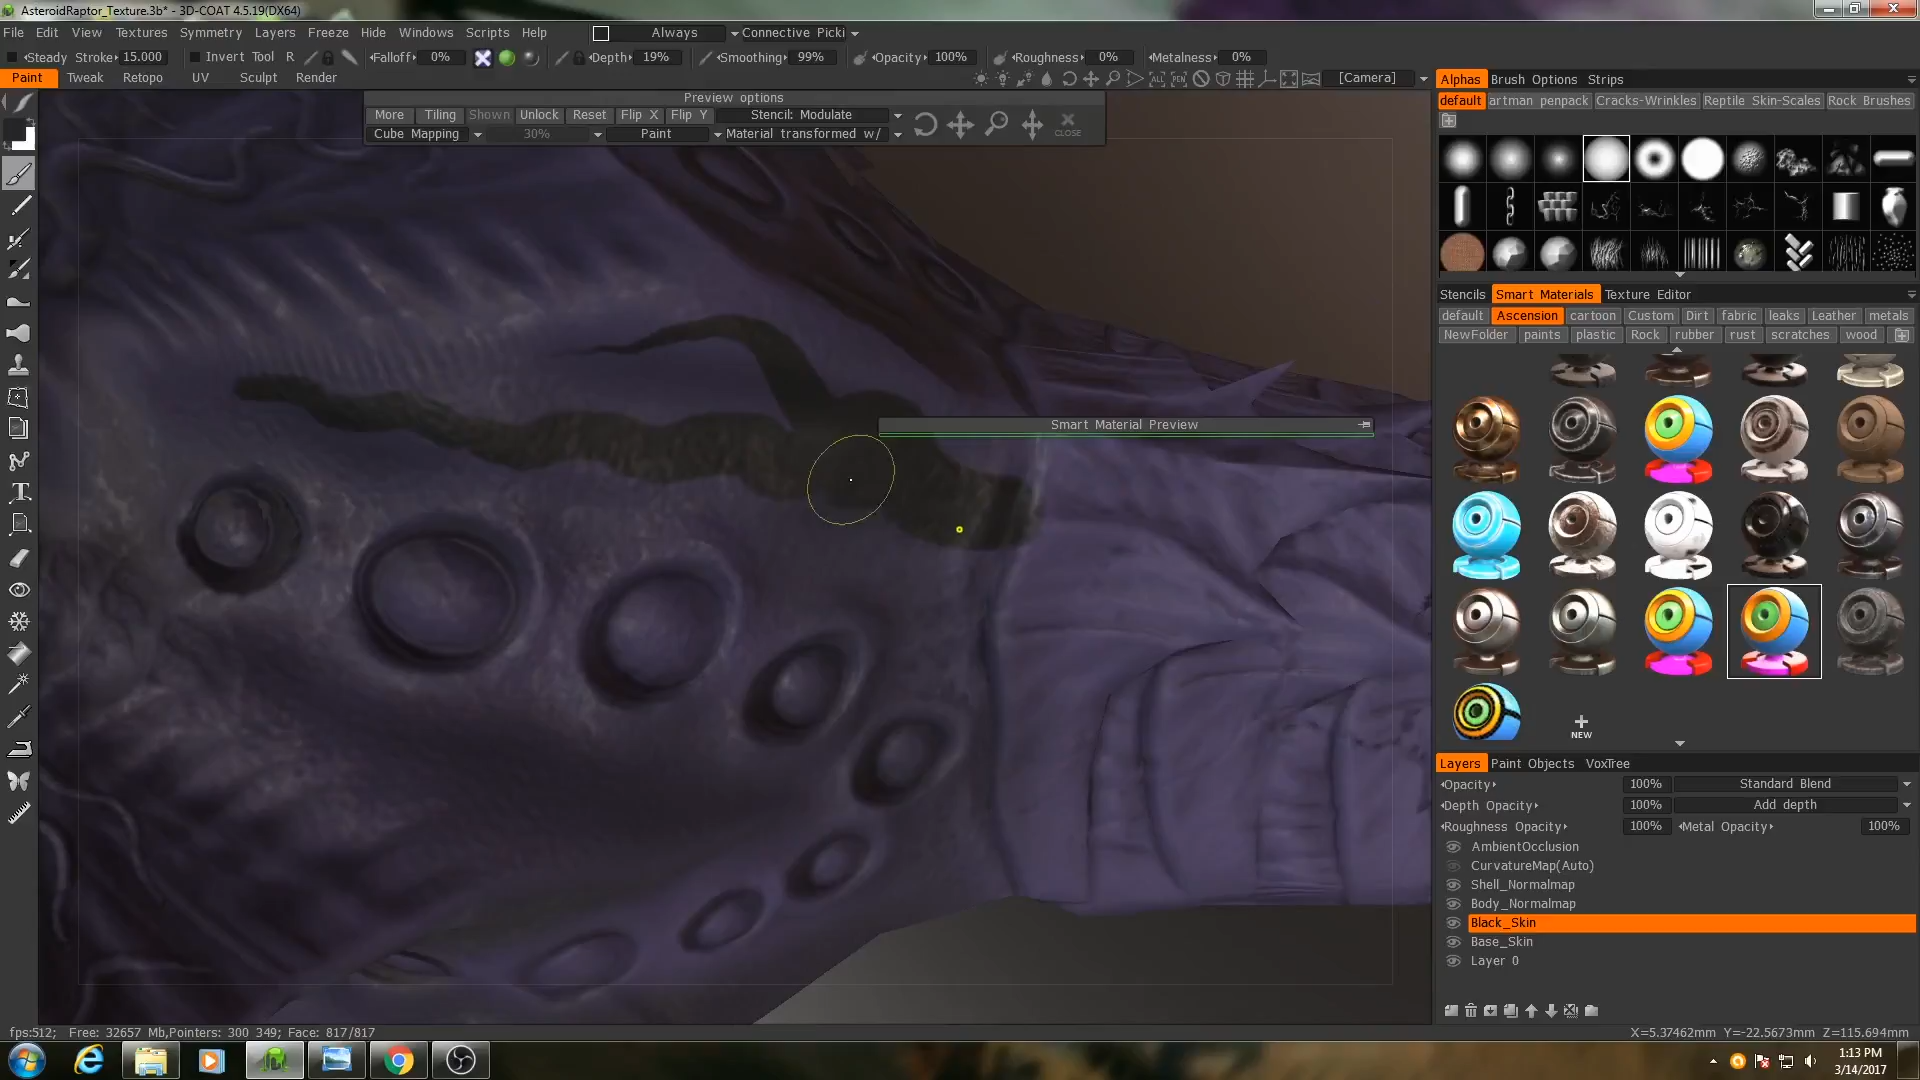 AsteroidRaptor_Texture.3b* - 3D-COAT 4.5.19(DX64)
File Edit View Textures Symmetry Layers Freeze Hide Windows Scripts Help Always Connective Picki
Steady Stroke 15.000 Invert Tool R Falloff 0% Depth 19% Smoothing 99% Opacity 100% Roughness 0% Metalness 0%
Paint Tweak Retopo UV Sculpt Render [Camera]
Preview options
More Tiling Shown Unlock Reset Flip X Flip Y Stencil: Modulate
Cube Mapping 30% Paint Material transformed w/ CLOSE
Smart Material Preview
Alphas Brush Options Strips
default artman penpack Cracks-Wrinkles Reptile Skin-Scales Rock Brushes
Stencils Smart Materials Texture Editor
default Ascension cartoon Custom Dirt fabric leaks Leather metals
NewFolder paints plastic Rock rubber rust scratches wood
NEW
Layers Paint Objects VoxTree
Opacity 100% Standard Blend
Depth Opacity 100% Add depth
Roughness Opacity 100% Metal Opacity 100%
AmbientOcclusion
CurvatureMap(Auto)
Shell_Normalmap
Body_Normalmap
Black_Skin
Base_Skin
Layer 0
fps:512; Free: 32657 Mb,Pointers: 300 349; Face: 817/817
X=5.37462mm Y=-22.5673mm Z=115.694mm
1:13 PM
3/14/2017